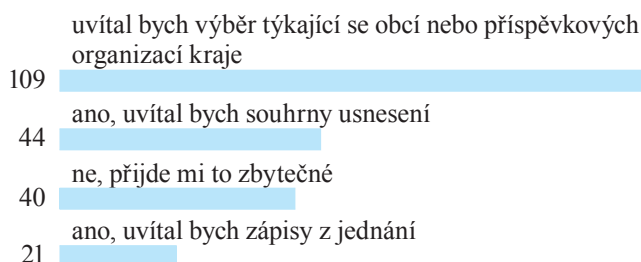 uvítal bych výběr týkající se obcí nebo příspěvkových
organizací kraje
109
ano, uvítal bych souhrny usnesení
44
ne, přijde mi to zbytečné
40
ano, uvítal bych zápisy z jednání
21